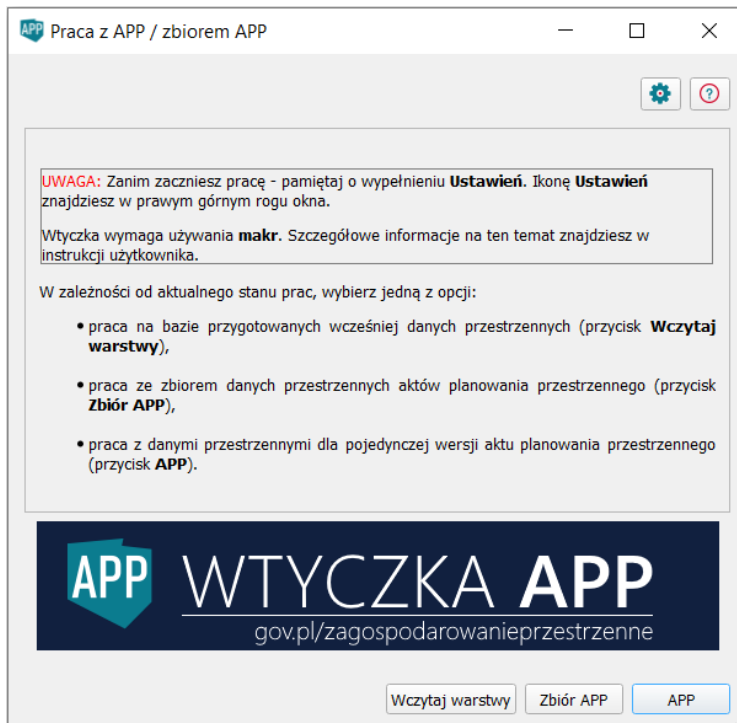 APP Praca z APP / zbiorem APP
UWAGA: Zanim zaczniesz pracę - pamiętaj o wypełnieniu Ustawień. Ikonę Ustawień
znajdziesz w prawym górnym rogu okna.
Wtyczka wymaga używania makr. Szczegółowe informacje na ten temat znajdziesz w
instrukcji użytkownika.
W zależności od aktualnego stanu prac, wybierz jedną z opcji:
• praca na bazie przygotowanych wcześniej danych przestrzennych (przycisk Wczytaj
warstwy),
• praca ze zbiorem danych przestrzennych aktów planowania przestrzennego (przycisk
Zbiór APP),
• praca z danymi przestrzennymi dla pojedynczej wersji aktu planowania przestrzennego
(przycisk APP).
APP WTYCZKA APP
gov.pl/zagospodarowanieprzestrzenne
Wczytaj warstwy Zbiór APP APP